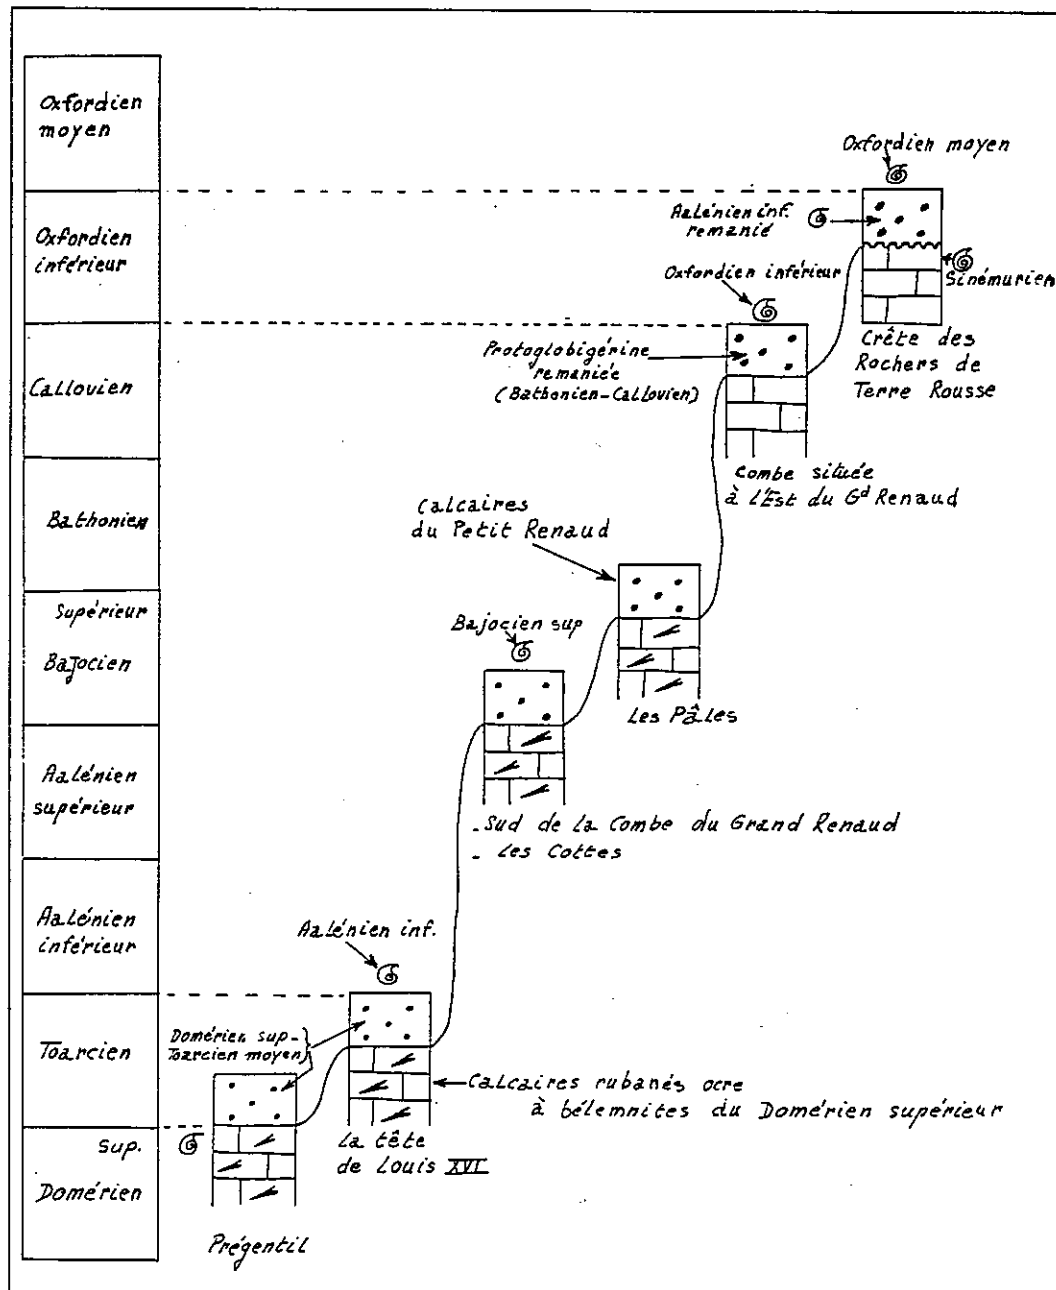 Oxfordien
moyen
Oxfordien
inférieur
Callovien
Bathonien
Supérieur
Bajocien
Aalénien
supérieur
Aalénien
inférieur
Toarcien
Sup.
Domérien
Oxfordien moyen
Aalénien inf.
remanié
Sinémurien
Crête des
Rochers de
Terre Rousse
Oxfordien inférieur
Protoglobigérine
remaniée
(Bathonien-Callovien)
Combe située
à l'Est du Gd Renaud
Calcaires
du Petit Renaud
Les Pâles
Bajocien sup
- Sud de la Combe du Grand Renaud
- Les Cottes
Aalénien inf.
Domérien sup-
Toarcien moyen
Calcaires rubanés ocre
à bélemnites du Domérien supérieur
La tête
de Louis XVI
Prégentil